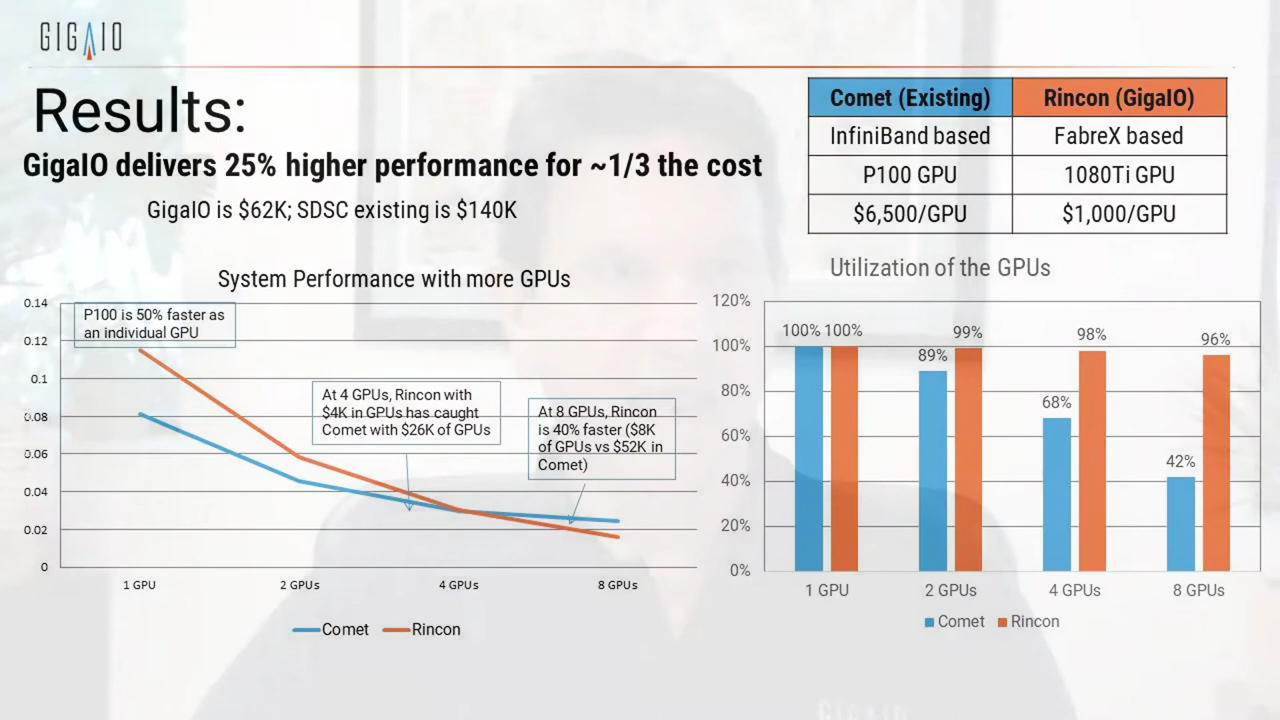 GIGAIO
Results:
GigaIO delivers 25% higher performance for ~1/3 the cost
GigaIO is $62K; SDSC existing is $140K
Comet (Existing) Rincon (GigaIO)
InfiniBand based FabreX based
P100 GPU 1080Ti GPU
$6,500/GPU $1,000/GPU
System Performance with more GPUs
0.14
0.12
0.1
0.08
0.06
0.04
0.02
0
P100 is 50% faster as
an individual GPU
At 4 GPUs, Rincon with
$4K in GPUs has caught
Comet with $26K of GPUs
At 8 GPUs, Rincon
is 40% faster ($8K
of GPUs vs $52K in
Comet)
1 GPU 2 GPUs 4 GPUs 8 GPUs
Comet Rincon
Utilization of the GPUs
120%
100%
80%
60%
40%
20%
0%
100% 100%
89% 99%
68% 98%
42% 96%
1 GPU 2 GPUs 4 GPUs 8 GPUs
Comet Rincon
GIGAIO